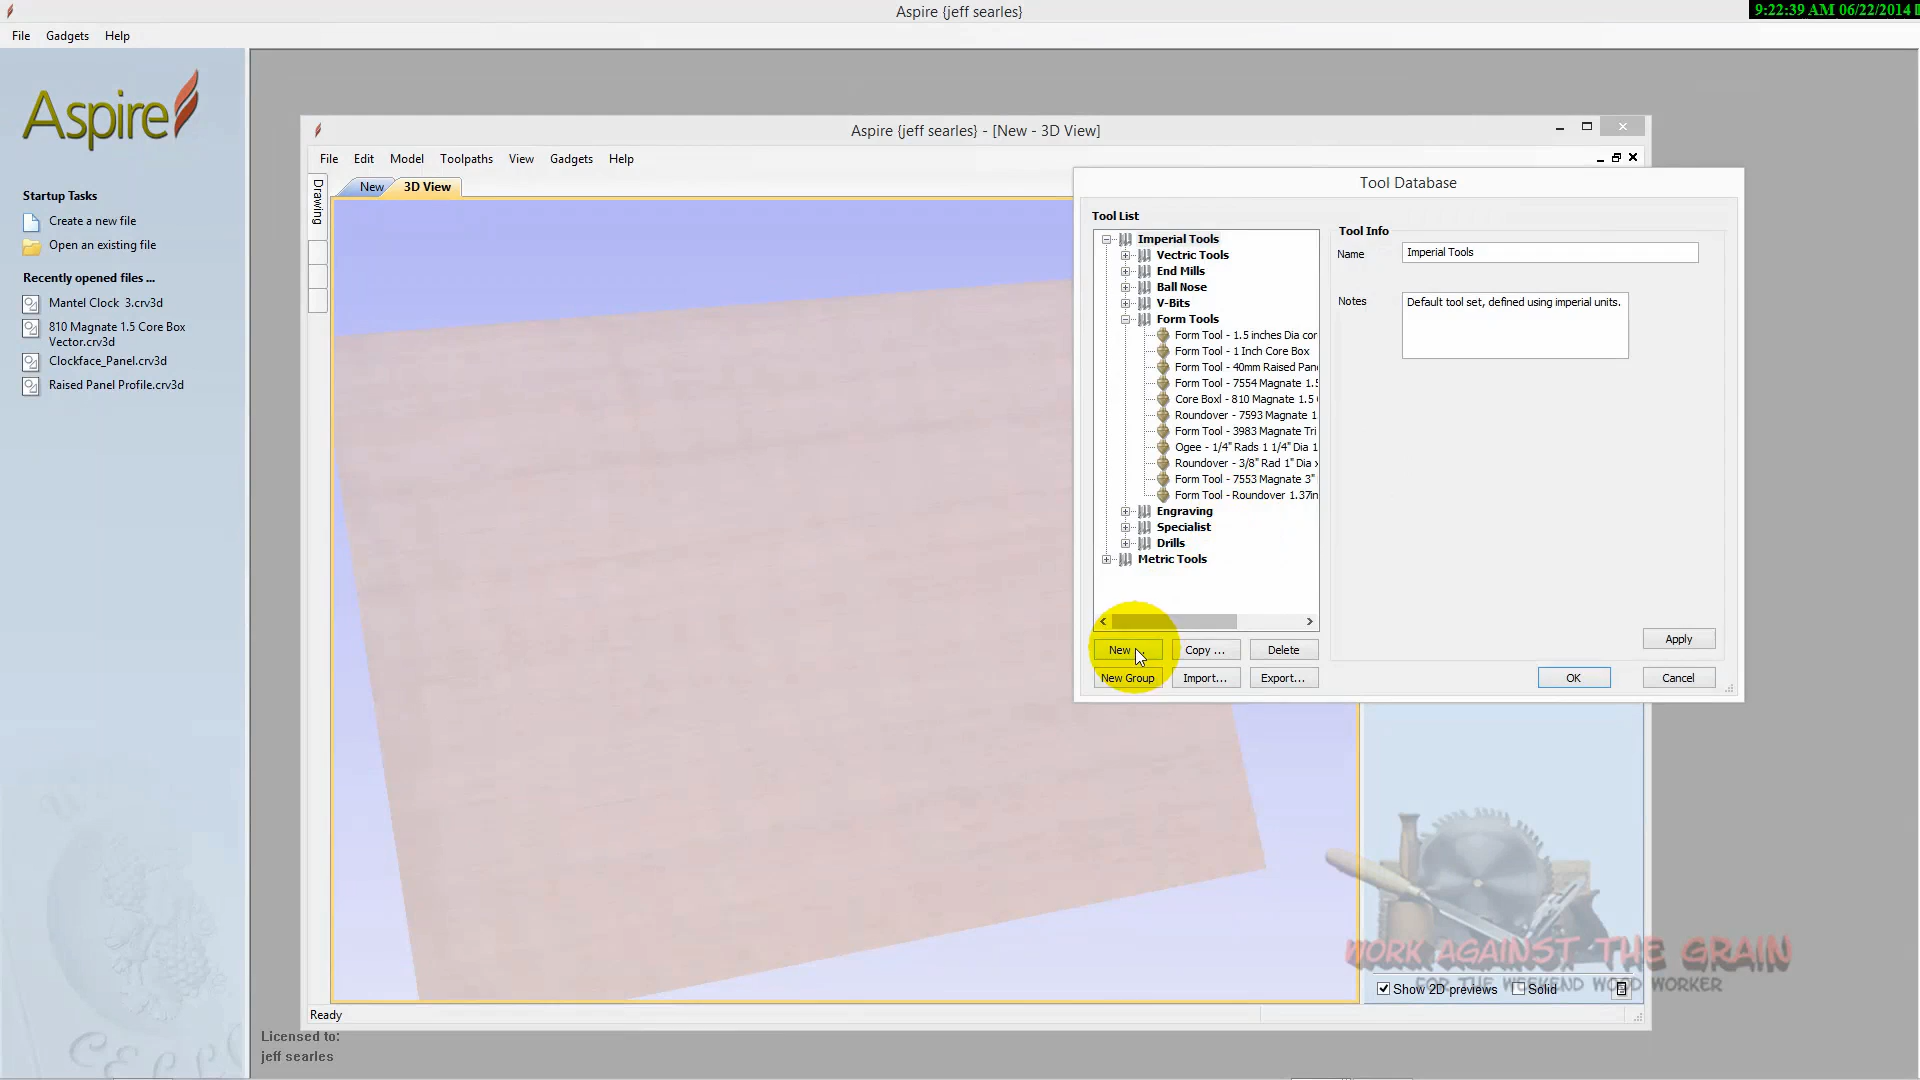 Aspire {jeff searles}
9:22:39 AM 06/22/2014
File Gadgets Help
Aspire
Startup Tasks
Create a new file
Open an existing file
Recently opened files ...
Mantel Clock 3.crv3d
810 Magnate 1.5 Core Box
Vector.crv3d
Clockface_Panel.crv3d
Raised Panel Profile.crv3d
Aspire {jeff searles} - [New - 3D View]
File Edit Model Toolpaths View Gadgets Help
Drawing
New 3D View
Tool Database
Tool List
Imperial Tools
Vectric Tools
End Mills
Ball Nose
V-Bits
Form Tools
Form Tool - 1.5 inches Dia cor
Form Tool - 1 Inch Core Box
Form Tool - 40mm Raised Pan
Form Tool - 7554 Magnate 1.5
Core Boxl - 810 Magnate 1.5
Roundover - 7593 Magnate 1
Form Tool - 3983 Magnate Tri
Ogee - 1/4" Rads 1 1/4" Dia 1
Roundover - 3/8" Rad 1" Dia x
Form Tool - 7553 Magnate 3"
Form Tool - Roundover 1.37in
Engraving
Specialist
Drills
Metric Tools
New ... Copy ... Delete
New Group Import... Export...
Tool Info
Name Imperial Tools
Notes Default tool set, defined using imperial units.
Apply
OK Cancel
WORK AGAINST THE GRAIN
FOR THE WEEKEND WOOD WORKER
Show 2D previews Solid
Ready
Licensed to:
jeff searles